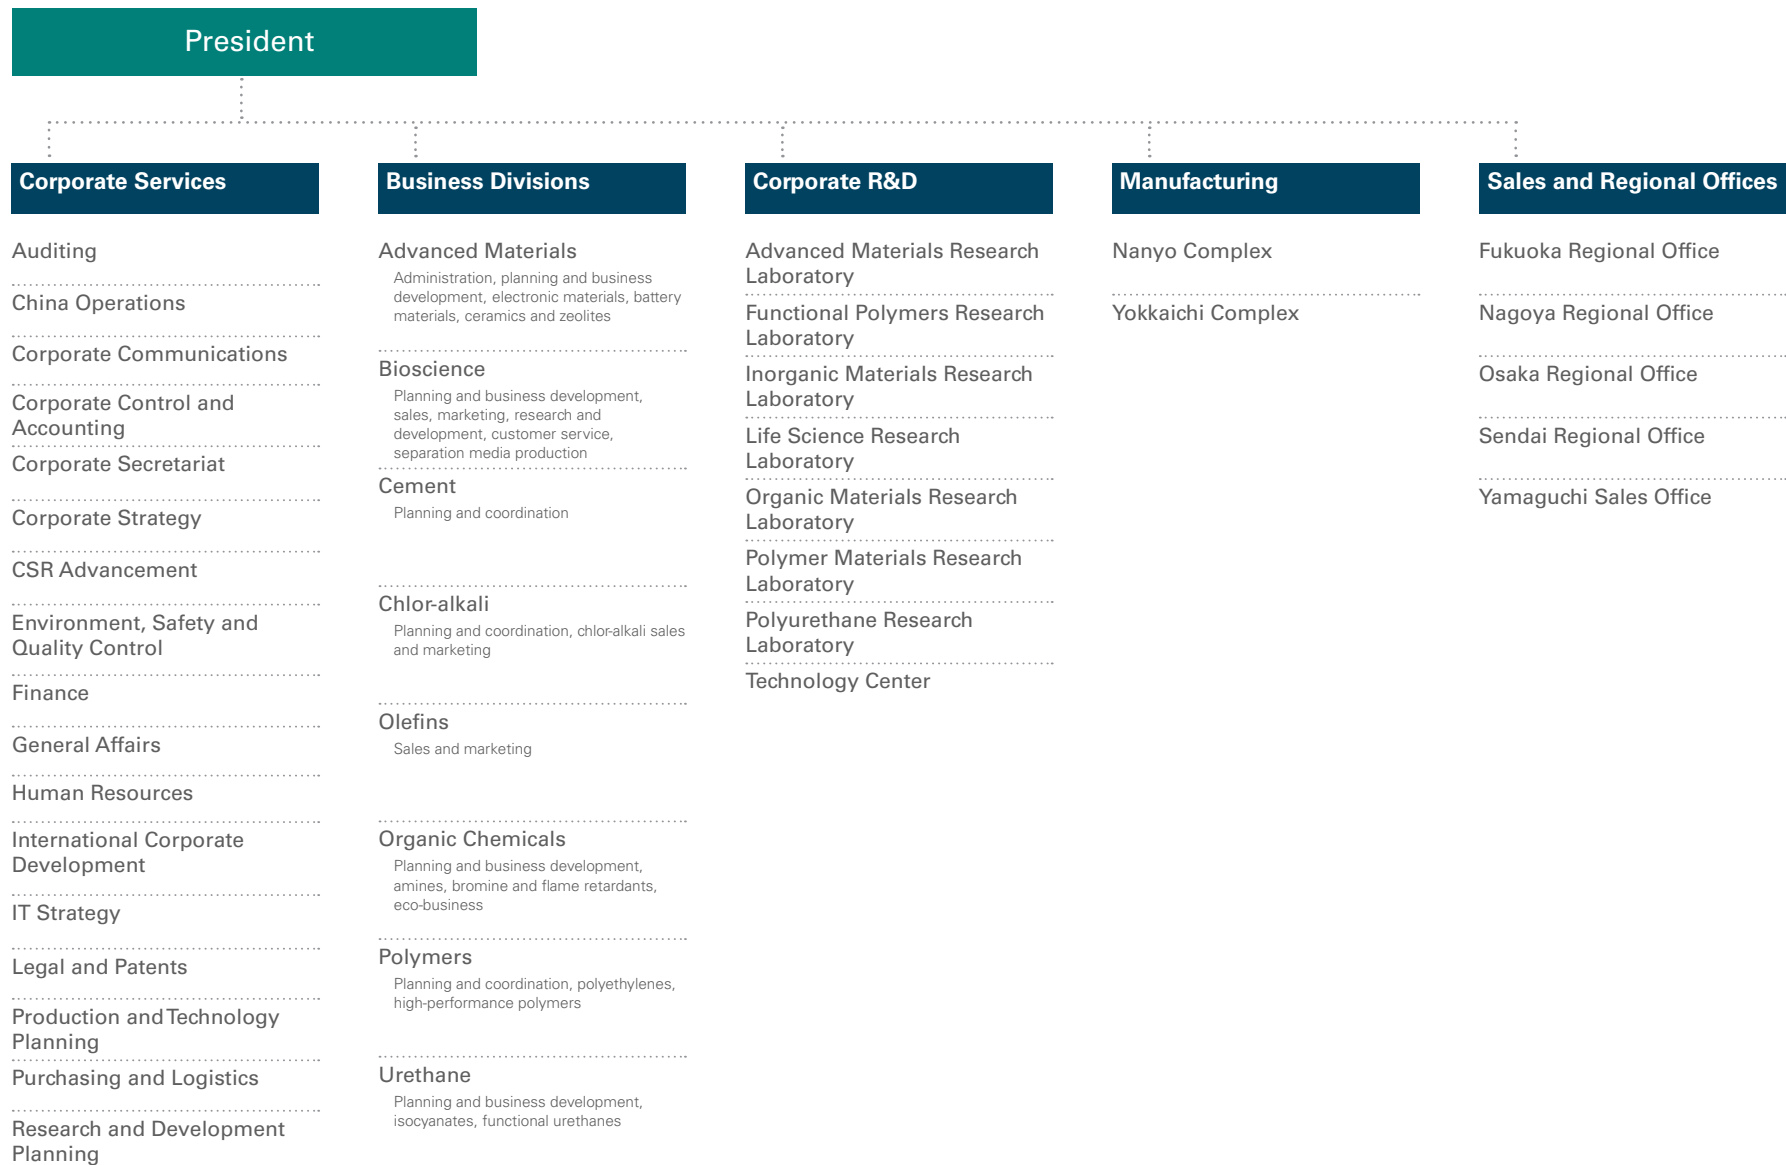 President
Corporate Services
Auditing
China Operations
Corporate Communications
Corporate Control and
Accounting
Corporate Secretariat
Corporate Strategy
CSR Advancement
Environment, Safety and
Quality Control
Finance
General Affairs
Human Resources
International Corporate
Development
IT Strategy
Legal and Patents
Production and Technology
Planning
Purchasing and Logistics
Research and Development
Planning
Business Divisions
Advanced Materials
Administration, planning and business
development, electronic materials, battery
materials, ceramics and zeolites
Bioscience
Planning and business development,
sales, marketing, research and
development, customer service,
separation media production
Cement
Planning and coordination
Chlor-alkali
Planning and coordination, chlor-alkali sales
and marketing
Olefins
Sales and marketing
Organic Chemicals
Planning and business development,
amines, bromine and flame retardants,
eco-business
Polymers
Planning and coordination, polyethylenes,
high-performance polymers
Urethane
Planning and business development,
isocyanates, functional urethanes
Corporate R&D
Advanced Materials Research
Laboratory
Functional Polymers Research
Laboratory
Inorganic Materials Research
Laboratory
Life Science Research
Laboratory
Organic Materials Research
Laboratory
Polymer Materials Research
Laboratory
Polyurethane Research
Laboratory
Technology Center
Manufacturing
Nanyo Complex
Yokkaichi Complex
Sales and Regional Offices
Fukuoka Regional Office
Nagoya Regional Office
Osaka Regional Office
Sendai Regional Office
Yamaguchi Sales Office